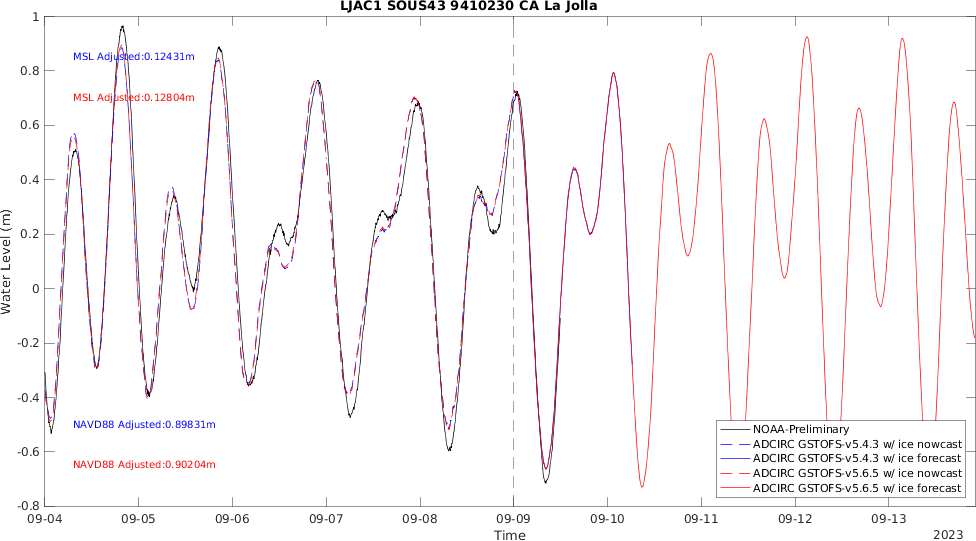 LJAC1 SOUS43 9410230 CA La Jolla
1
0.8
0.6
0.4
0.2
0
-0.2
-0.4
-0.6
-0.8
Water Level (m)
MSL Adjusted:0.12431m
MSL Adjusted:0.12804m
NAVD88 Adjusted:0.89831m
NAVD88 Adjusted:0.90204m
NOAA-Preliminary
ADCIRC GSTOFS-v5.4.3 w/ ice nowcast
ADCIRC GSTOFS-v5.4.3 w/ ice forecast
ADCIRC GSTOFS-v5.6.5 w/ ice nowcast
ADCIRC GSTOFS-v5.6.5 w/ ice forecast
09-04 09-05 09-06 09-07 09-08 09-09 09-10 09-11 09-12 09-13
Time
2023